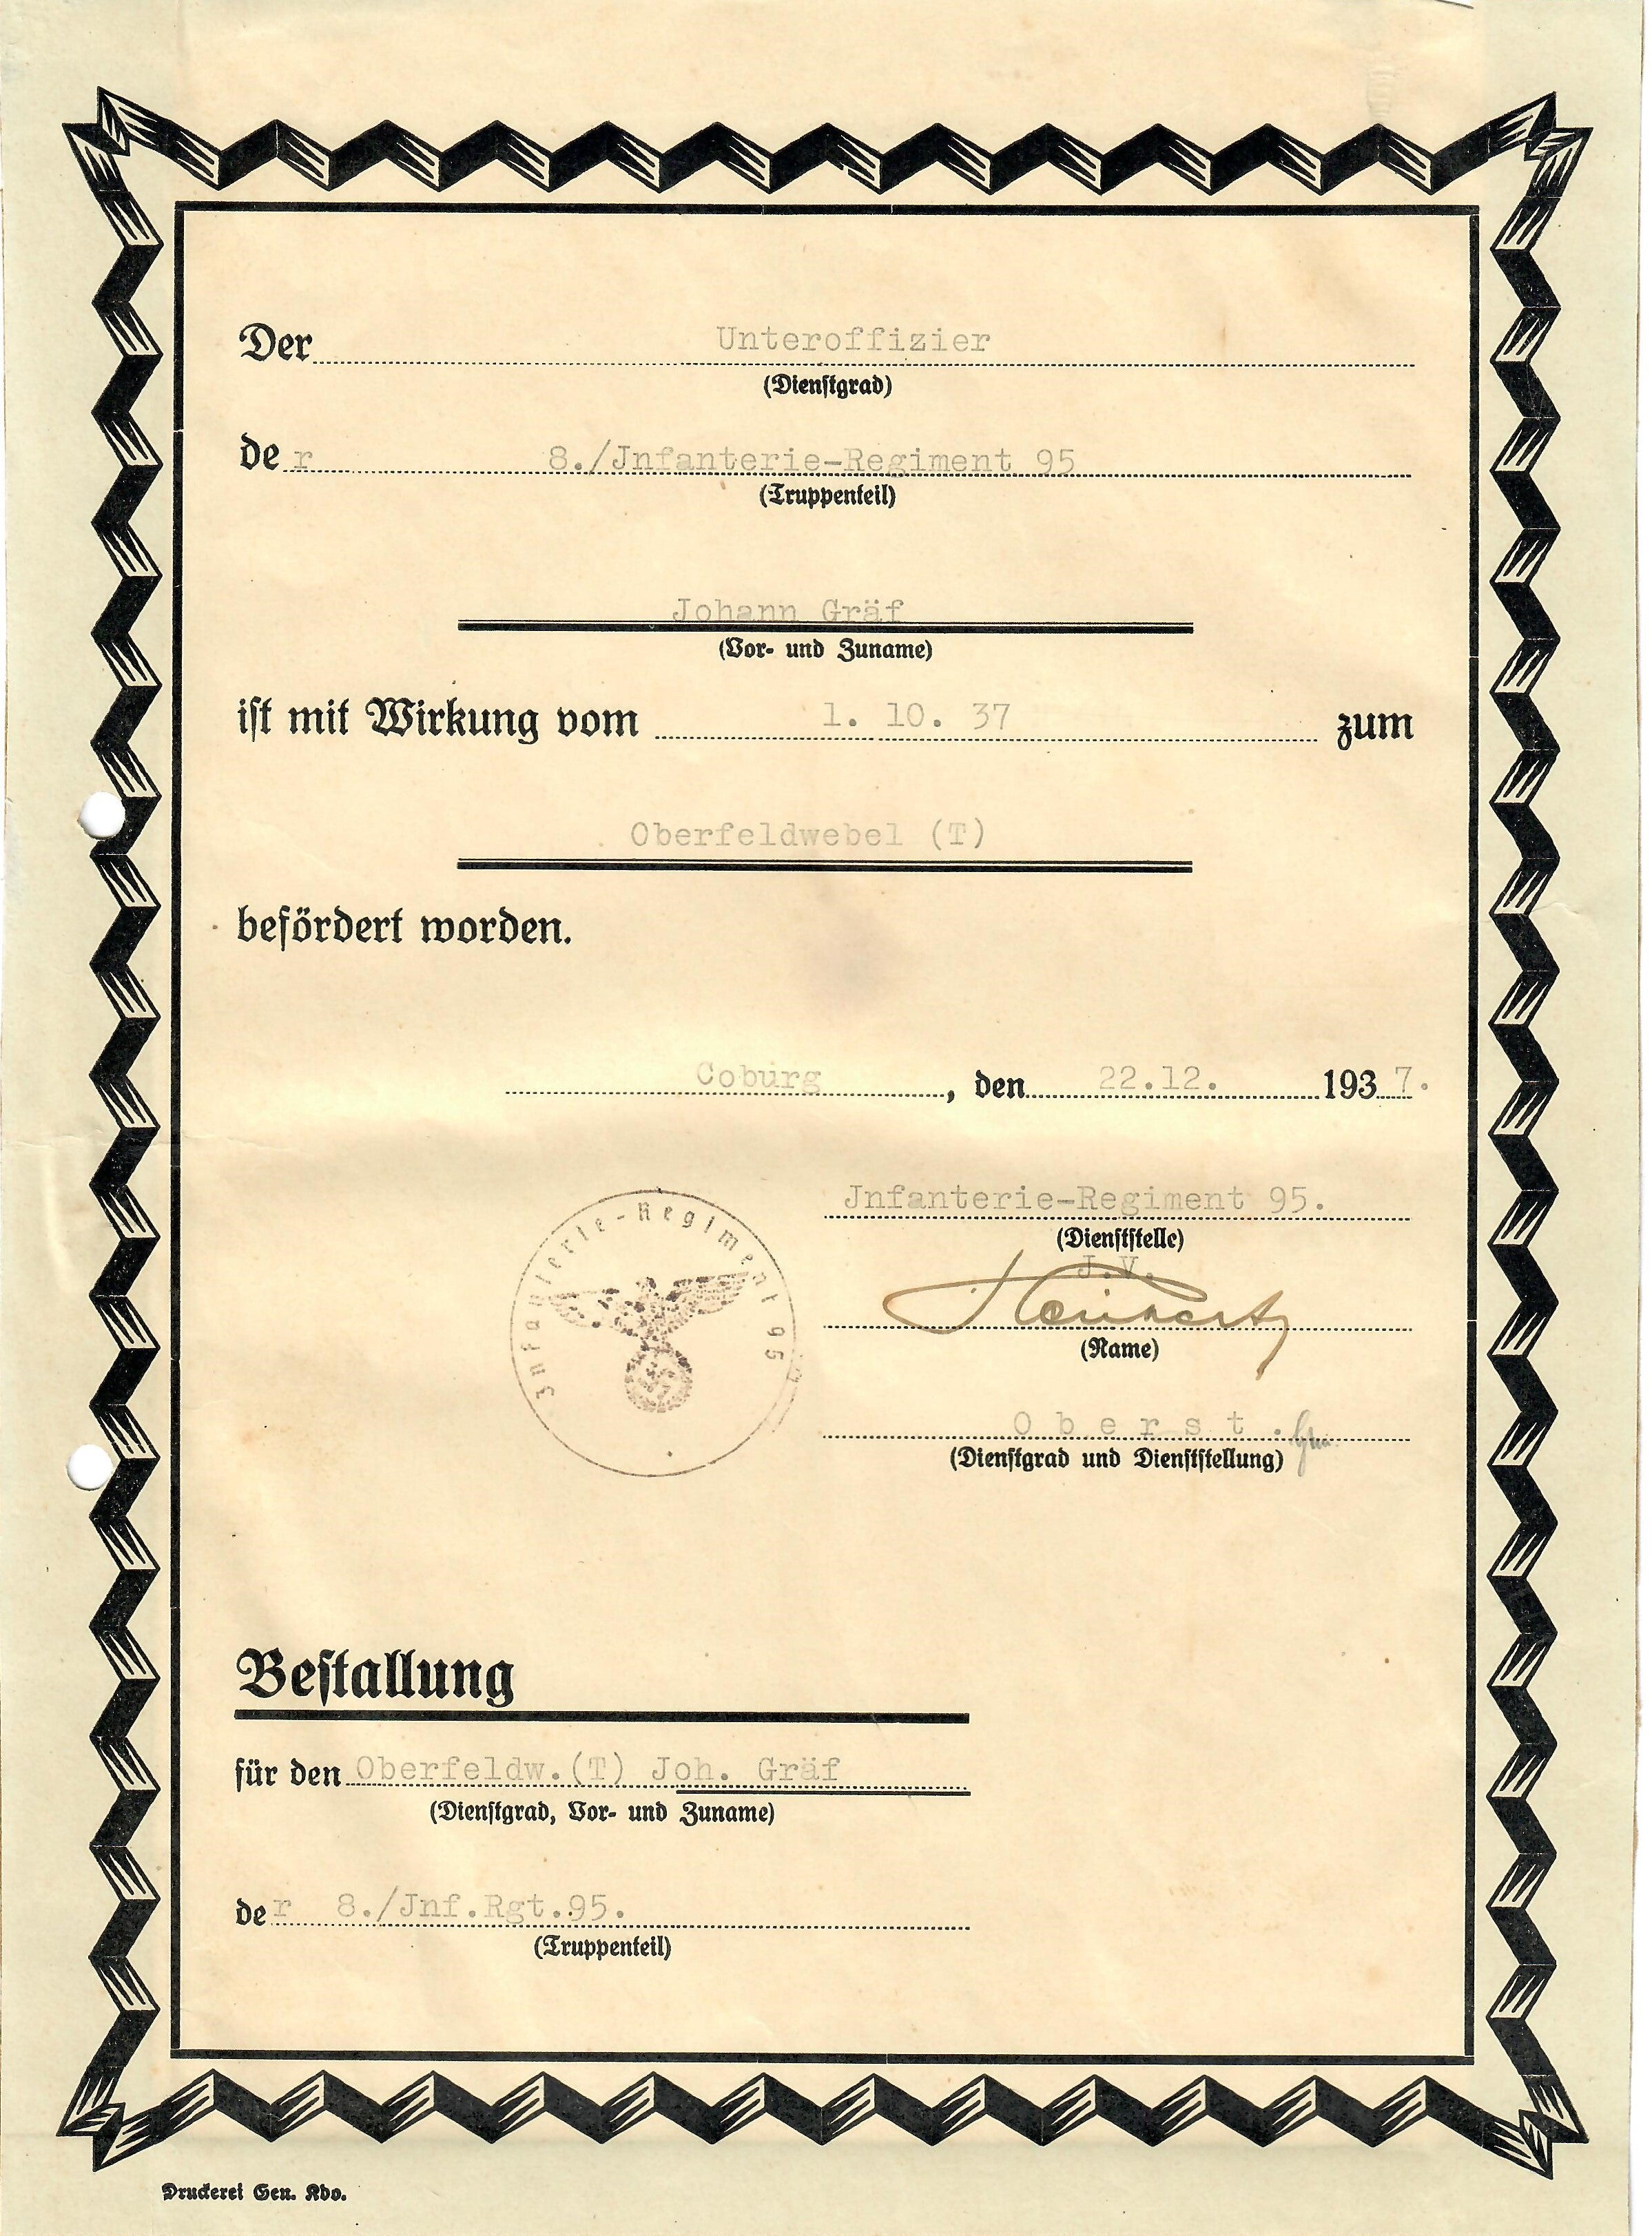 Der Unteroffizier
(Dienstgrad)
der 8./Jnfanterie-Regiment 95
(Truppenteil)
Johann Gräf
(Vor- und Zuname)
ist mit Wirkung vom 1. 10. 37 zum
Oberfeldwebel (T)
befördert worden.
Coburg, den 22.12. 1937.
Jnfanterie-Regiment 95.
(Dienststelle)
J.V.
(Name)
Oberst.
(Dienstgrad und Dienststellung)
Infanterie-Regiment 95
Bestallung
für den Oberfeldw.(T) Joh. Gräf
(Dienstgrad, Vor- und Zuname)
der 8./Jnf.Rgt.95.
(Truppenteil)
Druckerei Gen. Kdo.